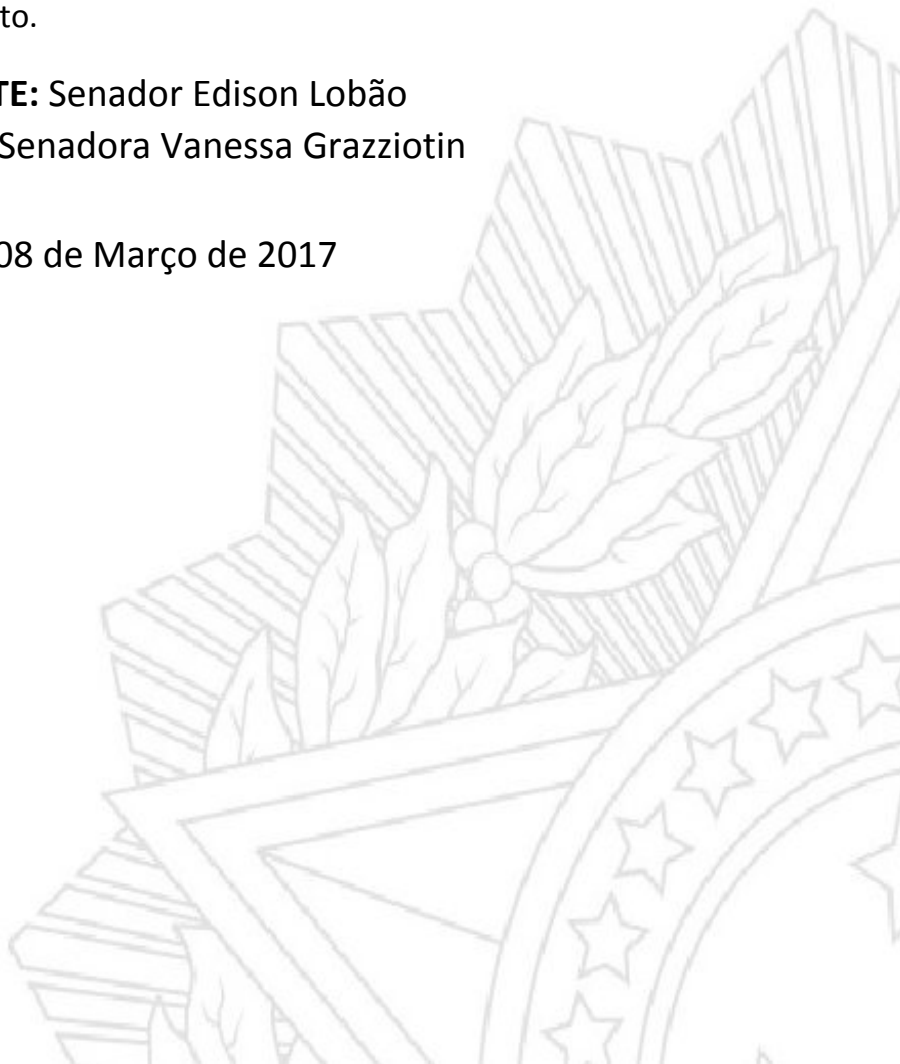 to.
TE: Senador Edison Lobão
Senadora Vanessa Grazziotin
08 de Março de 2017